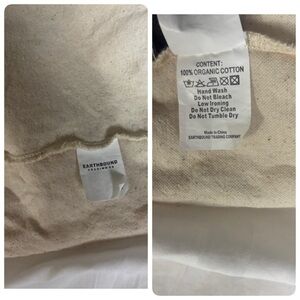 EARTHBOUND
TRADING CO.
CONTENT:
100% ORGANIC COTTON
Hand Wash
Do Not Bleach
Low Ironing
Do Not Dry Clean
Do Not Tumble Dry
Made in China
EARTHBOUND TRADING COMPANY